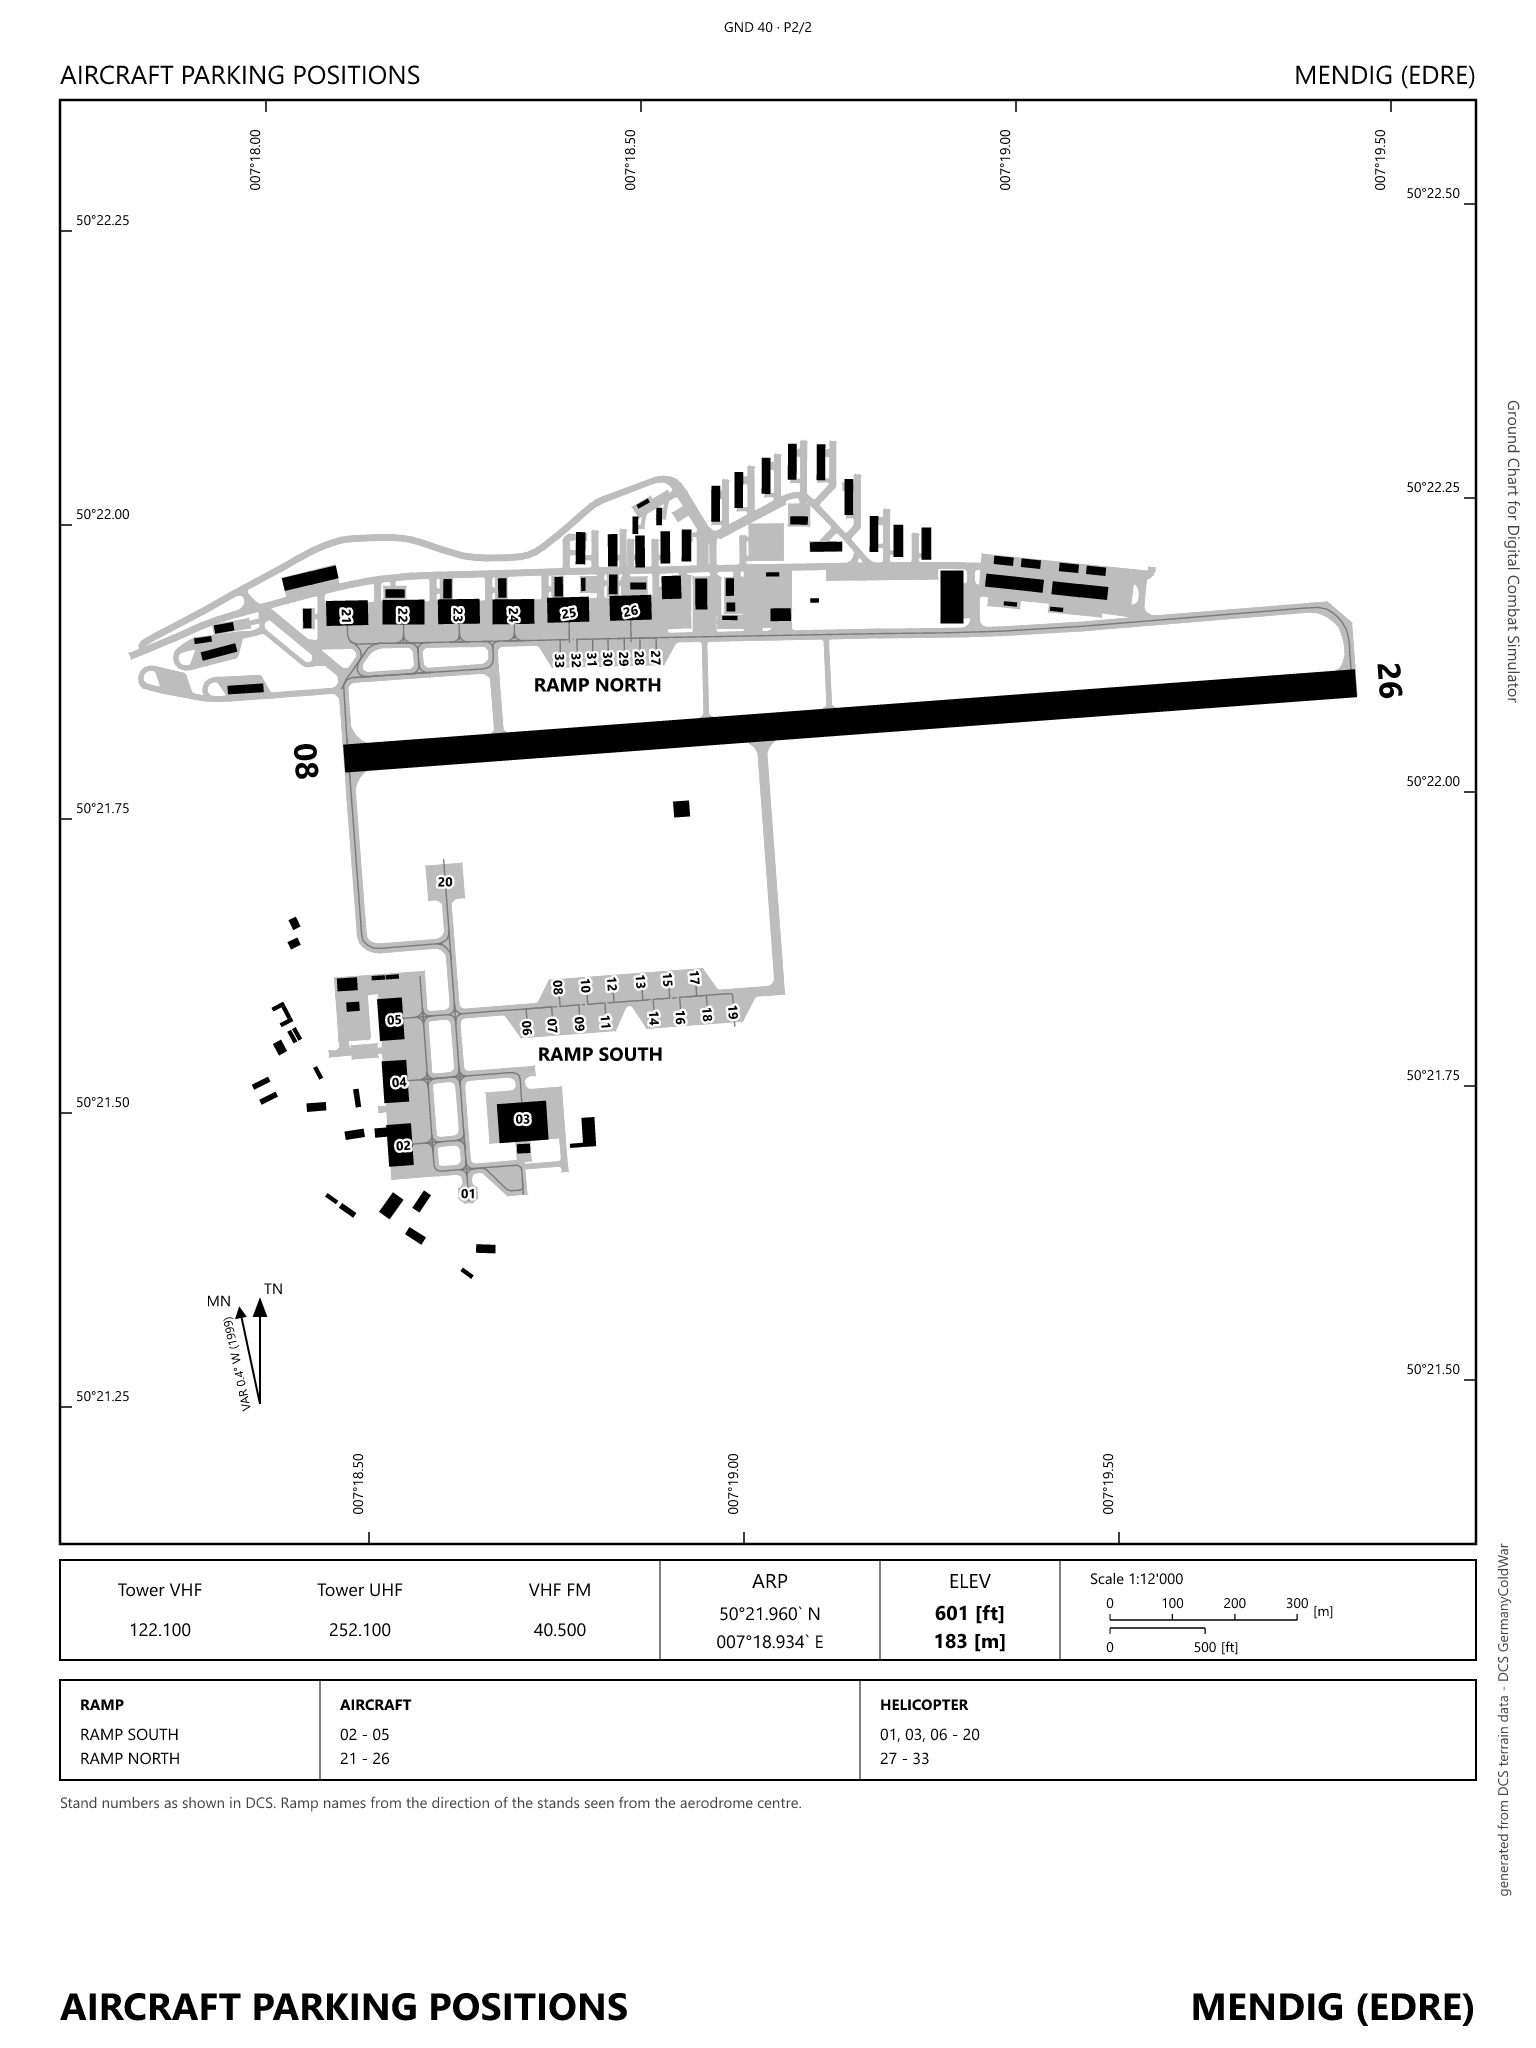 GND 40 · P2/2
AIRCRAFT PARKING POSITIONS
MENDIG (EDRE)
007°18.00
007°18.50
007°19.00
007°19.50
50°22.25
50°22.50
50°22.00
50°22.25
50°21.75
50°22.00
50°21.50
50°21.75
50°21.25
50°21.50
21
22
23
24
25
26
33
32
31
30
29
28
27
RAMP NORTH
26
08
20
08
10
12
13
15
17
05
06
07
09
11
14
16
18
19
RAMP SOUTH
04
03
02
01
TN
MN
VAR 0.4° W (1999)
007°18.50
007°19.00
007°19.50
Tower VHF
122.100
Tower UHF
252.100
VHF FM
40.500
ARP
50°21.960` N
007°18.934` E
ELEV
601 [ft]
183 [m]
Scale 1:12'000
0 100 200 300 [m]
0 500 [ft]
RAMP AIRCRAFT HELICOPTER
RAMP SOUTH 02 - 05 01, 03, 06 - 20
RAMP NORTH 21 - 26 27 - 33
Stand numbers as shown in DCS. Ramp names from the direction of the stands seen from the aerodrome centre.
Ground Chart for Digital Combat Simulator
generated from DCS terrain data - DCS GermanyColdWar
AIRCRAFT PARKING POSITIONS
MENDIG (EDRE)